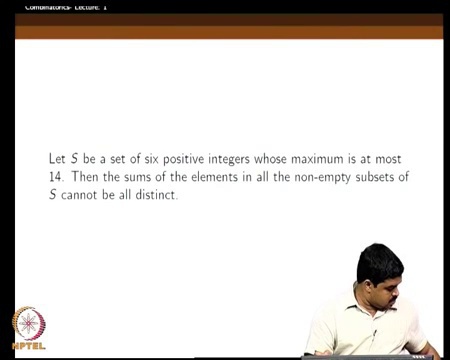 Combinatorics- Lecture: 1
Let S be a set of six positive integers whose maximum is at most
14. Then the sums of the elements in all the non-empty subsets of
S cannot be all distinct.
NPTEL